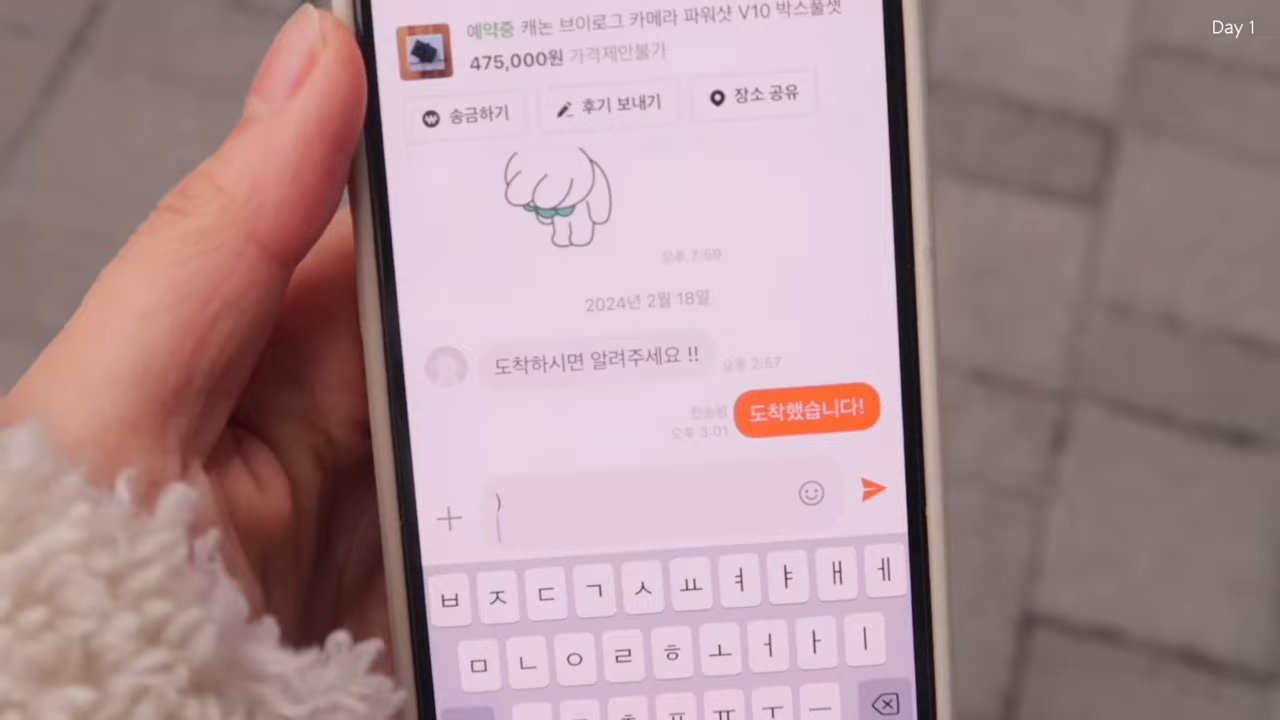 Day 1
예약중 캐논 브이로그 카메라 파워샷 V10 박스풀셋
475,000원 가격제안불가
송금하기
후기 보내기
장소 공유
오후 7:59
2024년 2월 18일
도착하시면 알려주세요 !!
오후 2:57
오후 3:01
도착했습니다!
)
ㅂ ㅈ ㄷ ㄱ ㅅ ㅛ ㅕ ㅑ ㅐ ㅔ
ㅁ ㄴ ㅇ ㄹ ㅎ ㅗ ㅓ ㅏ ㅣ
ㅊ ㅍ ㅠ ㅜ ㅡ